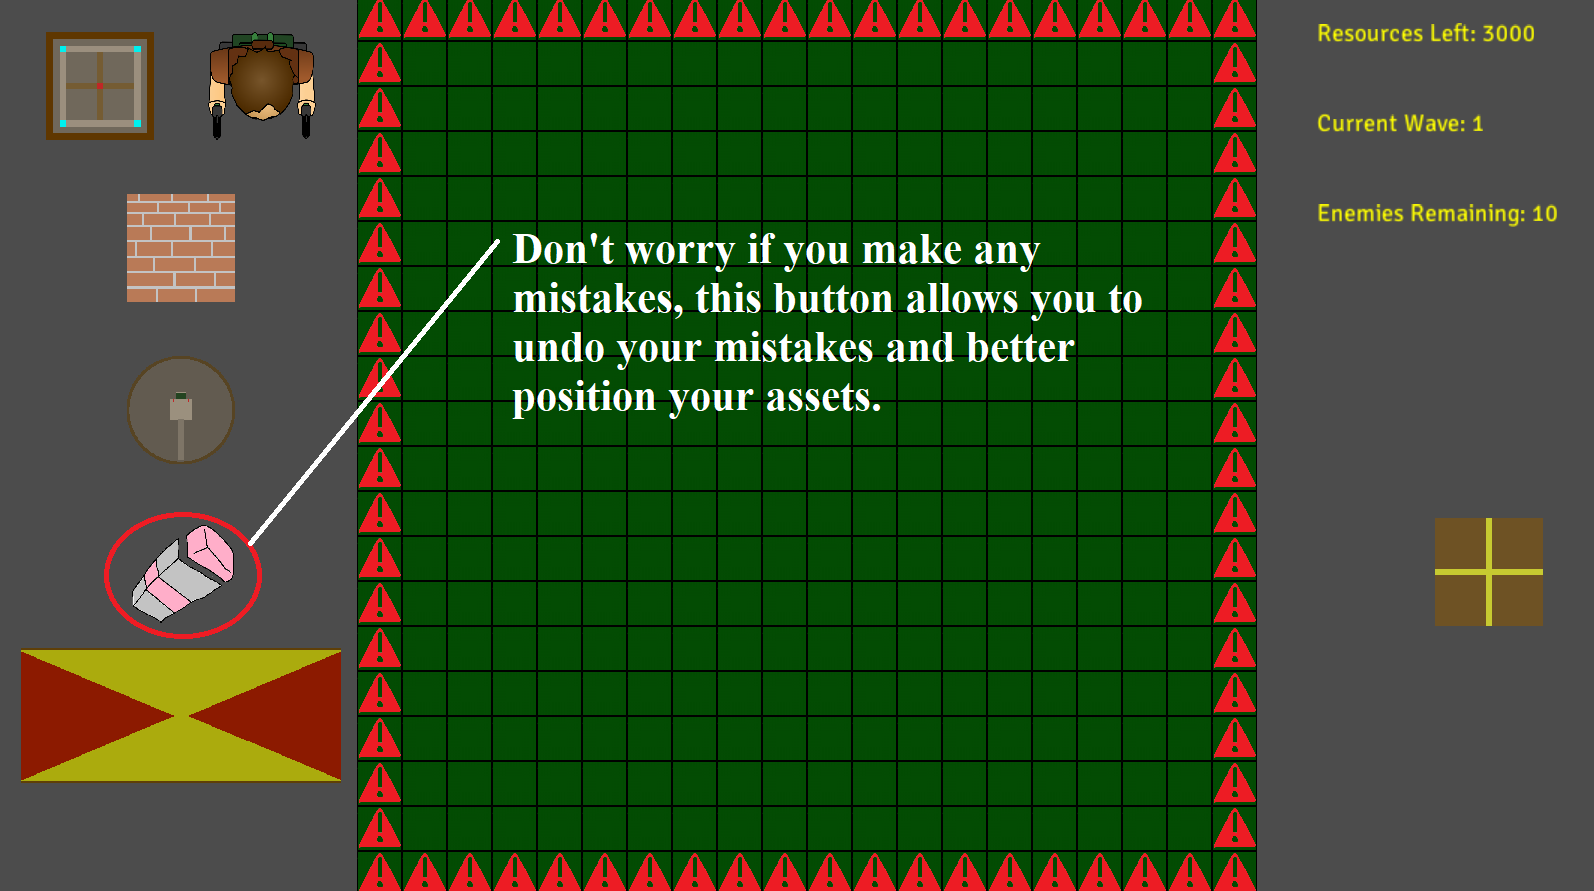 Resources Left: 3000
Current Wave: 1
Enemies Remaining: 10
Don't worry if you make any
mistakes, this button allows you to
undo your mistakes and better
position your assets.